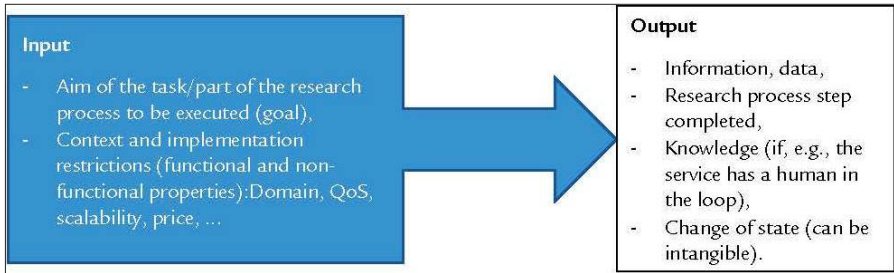 Input
- Aim of the task/part of the research
process to be executed (goal),
- Context and implementation
restrictions (functional and non-
functional properties):Domain, QoS,
scalability, price, ...
Output
- Information, data,
- Research process step
completed,
- Knowledge (if, e.g., the
service has a human in
the loop),
- Change of state (can be
intangible).